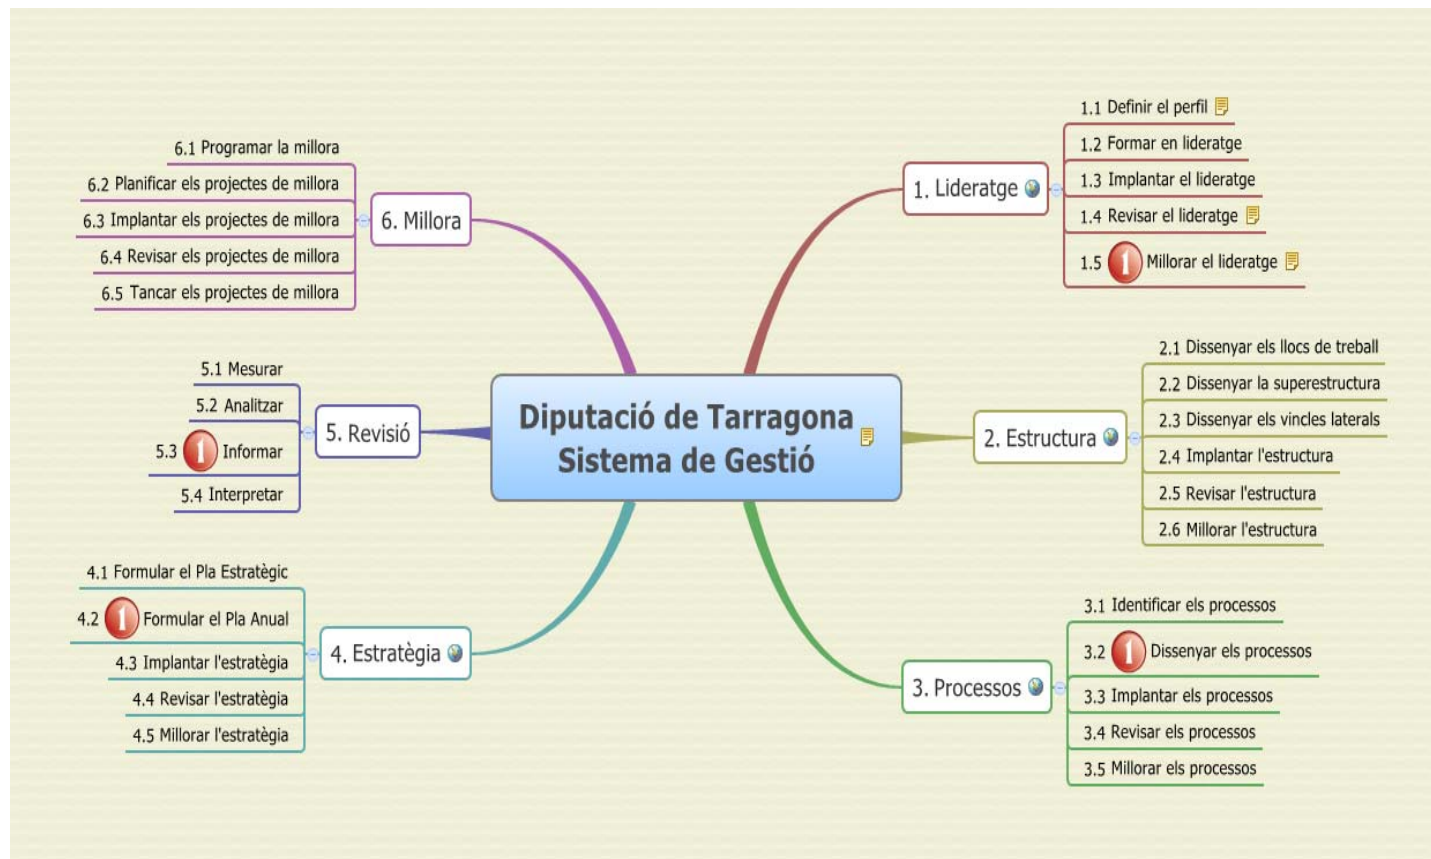 Diputació de Tarragona
Sistema de Gestió
1. Lideratge
1.1 Definir el perfil
1.2 Formar en lideratge
1.3 Implantar el lideratge
1.4 Revisar el lideratge
1.5 1 Millorar el lideratge
2. Estructura
2.1 Dissenyar els llocs de treball
2.2 Dissenyar la superestructura
2.3 Dissenyar els vincles laterals
2.4 Implantar l'estructura
2.5 Revisar l'estructura
2.6 Millorar l'estructura
3. Processos
3.1 Identificar els processos
3.2 1 Dissenyar els processos
3.3 Implantar els processos
3.4 Revisar els processos
3.5 Millorar els processos
4. Estratègia
4.1 Formular el Pla Estratègic
4.2 1 Formular el Pla Anual
4.3 Implantar l'estratègia
4.4 Revisar l'estratègia
4.5 Millorar l'estratègia
5. Revisió
5.1 Mesurar
5.2 Analitzar
5.3 1 Informar
5.4 Interpretar
6. Millora
6.1 Programar la millora
6.2 Planificar els projectes de millora
6.3 Implantar els projectes de millora
6.4 Revisar els projectes de millora
6.5 Tancar els projectes de millora